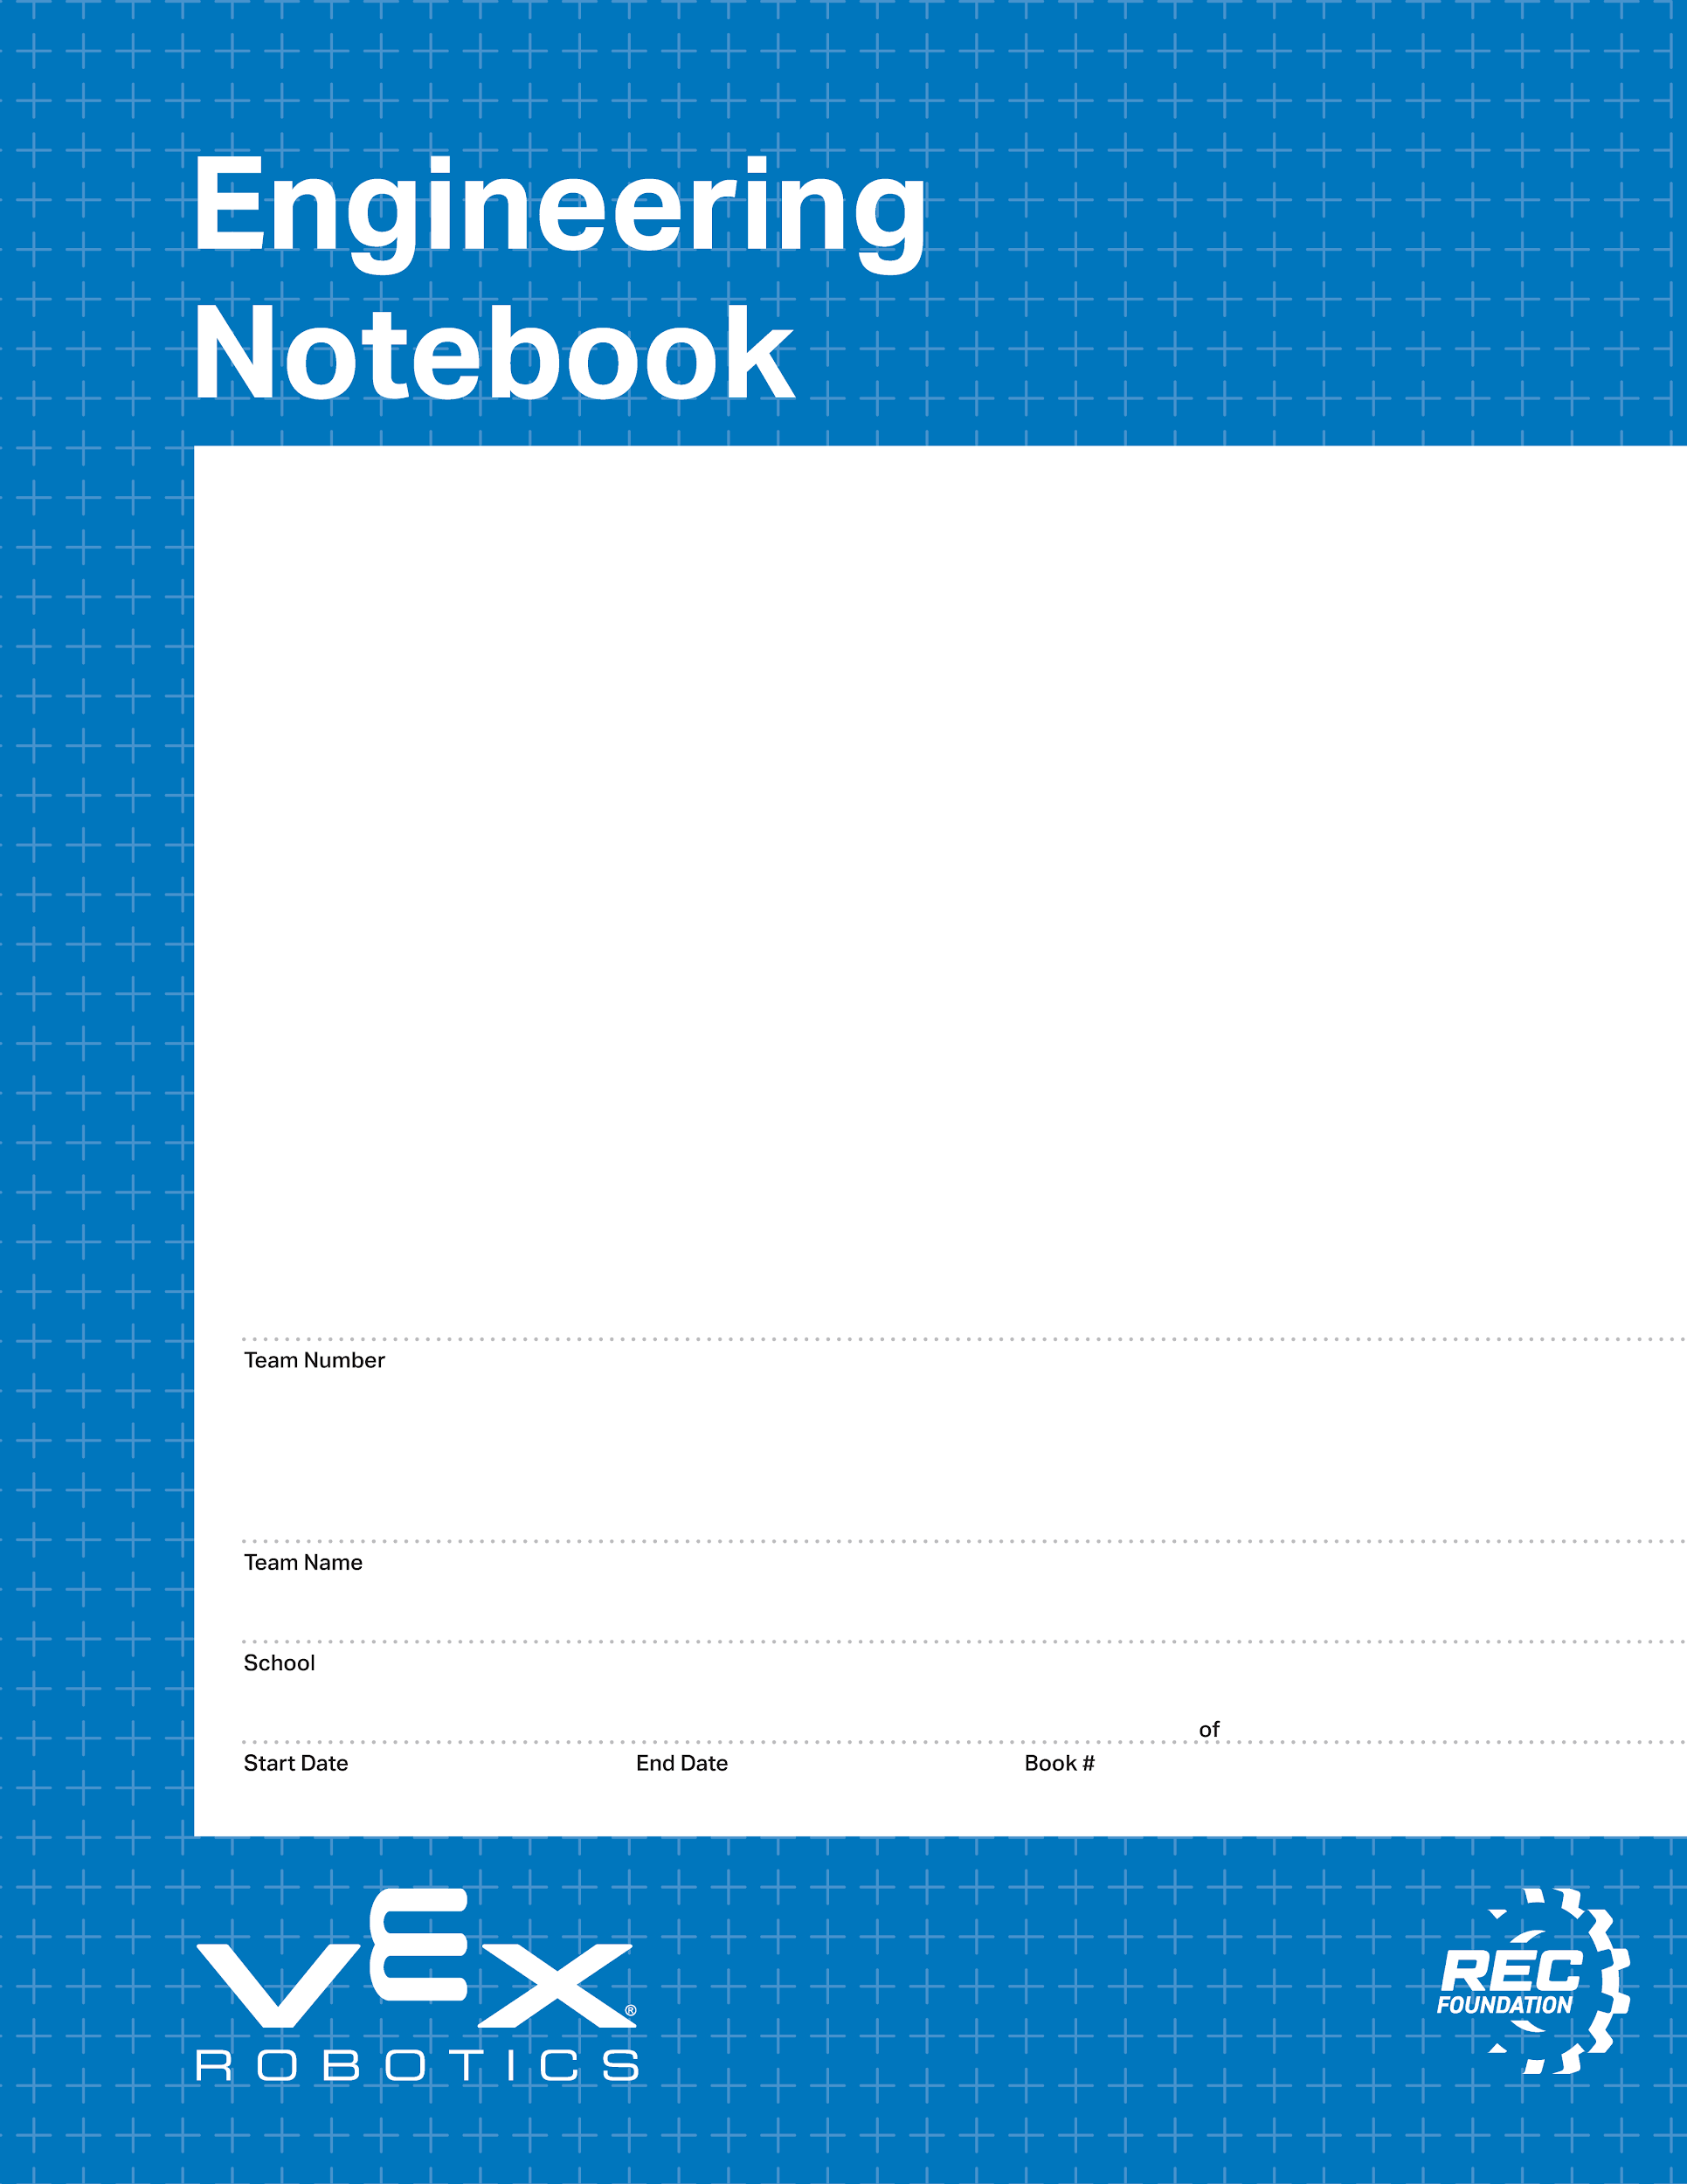 Engineering
Notebook
Team Number
Team Name
School
of
Start Date End Date Book #
VEX®
ROBOTICS
REC
FOUNDATION